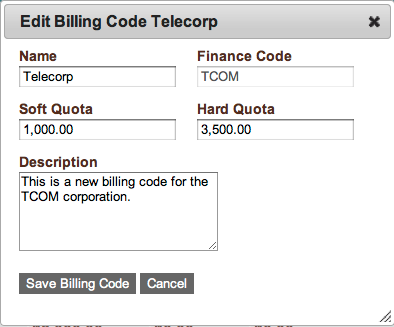 Edit Billing Code Telecorp
Name Finance Code
Telecorp TCOM
Soft Quota Hard Quota
1,000.00 3,500.00
Description
This is a new billing code for the
TCOM corporation.
Save Billing Code Cancel